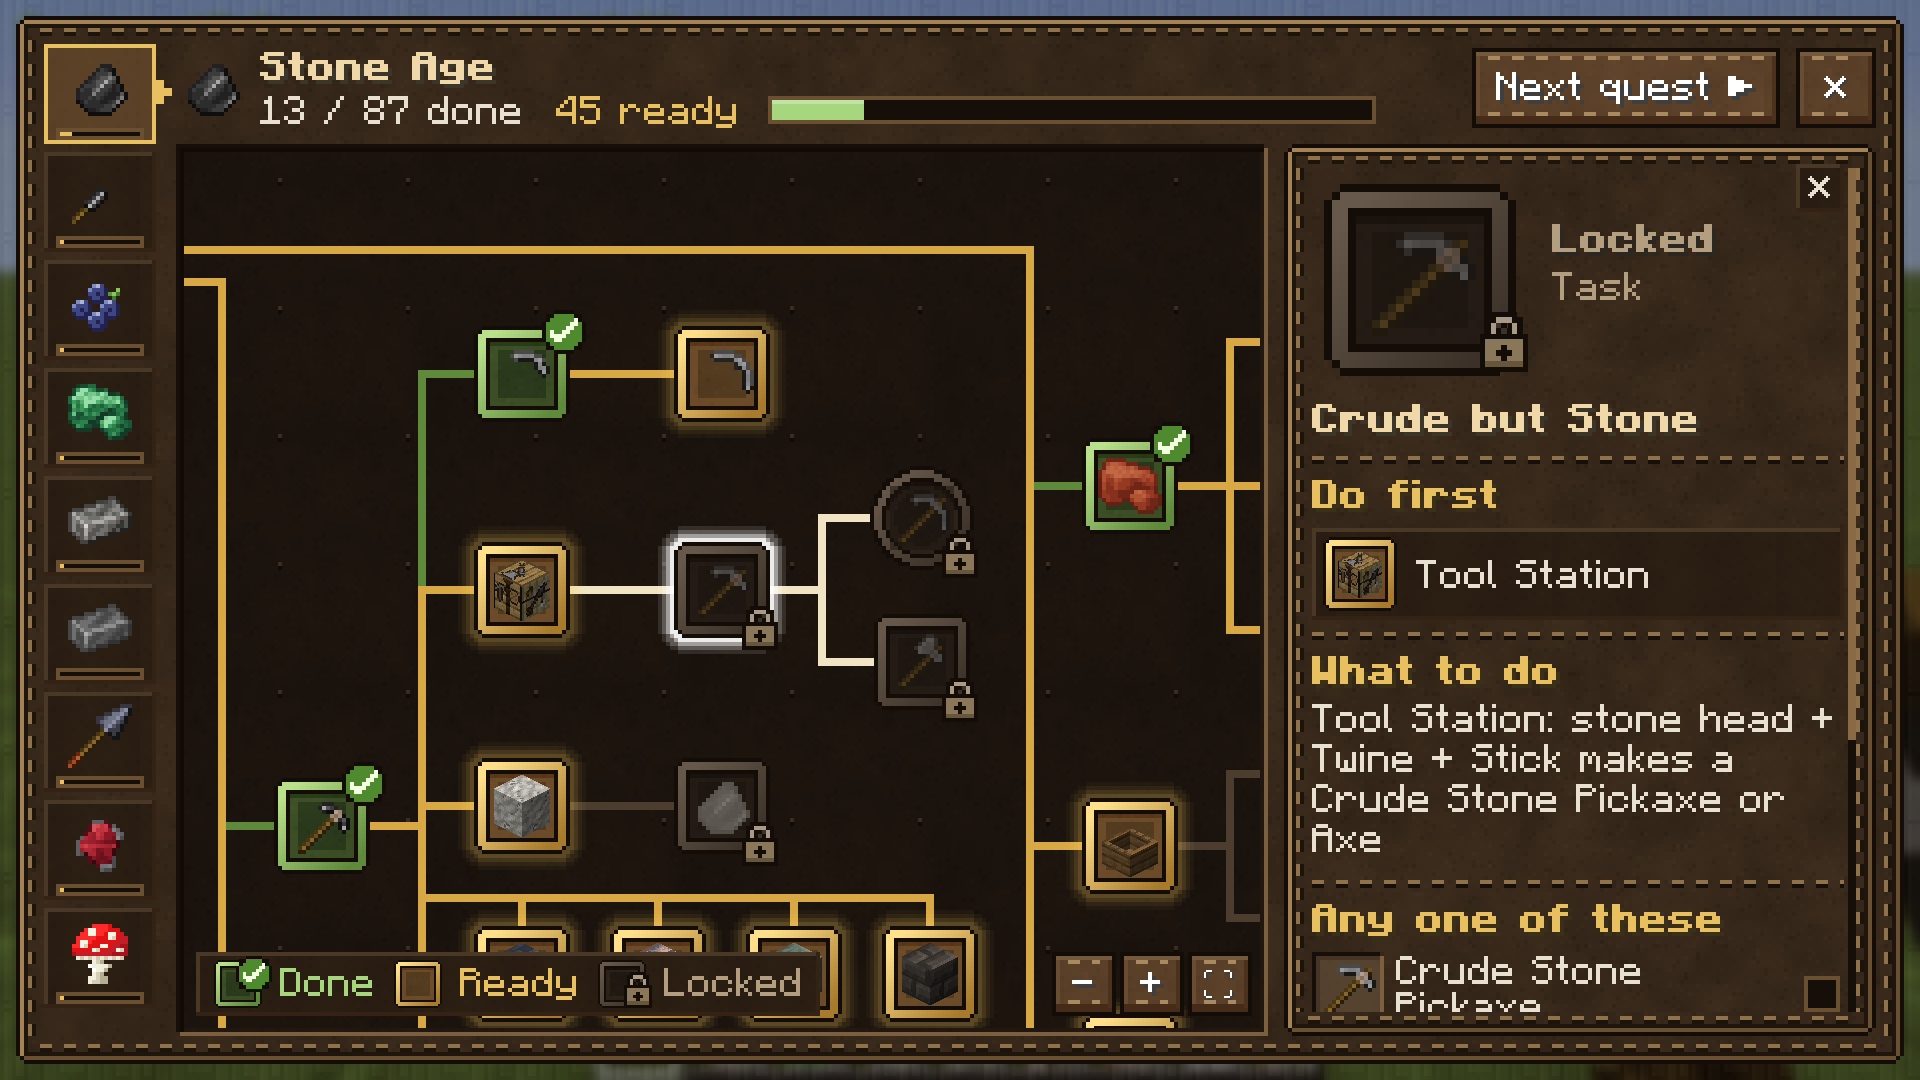 Stone Age
13 / 87 done 45 ready
Next quest
Locked
Task
Crude but Stone
Do first
Tool Station
What to do
Tool Station: stone head +
Twine + Stick makes a
Crude Stone Pickaxe or
Axe
Any one of these
Crude Stone
Pickaxe
Done Ready Locked